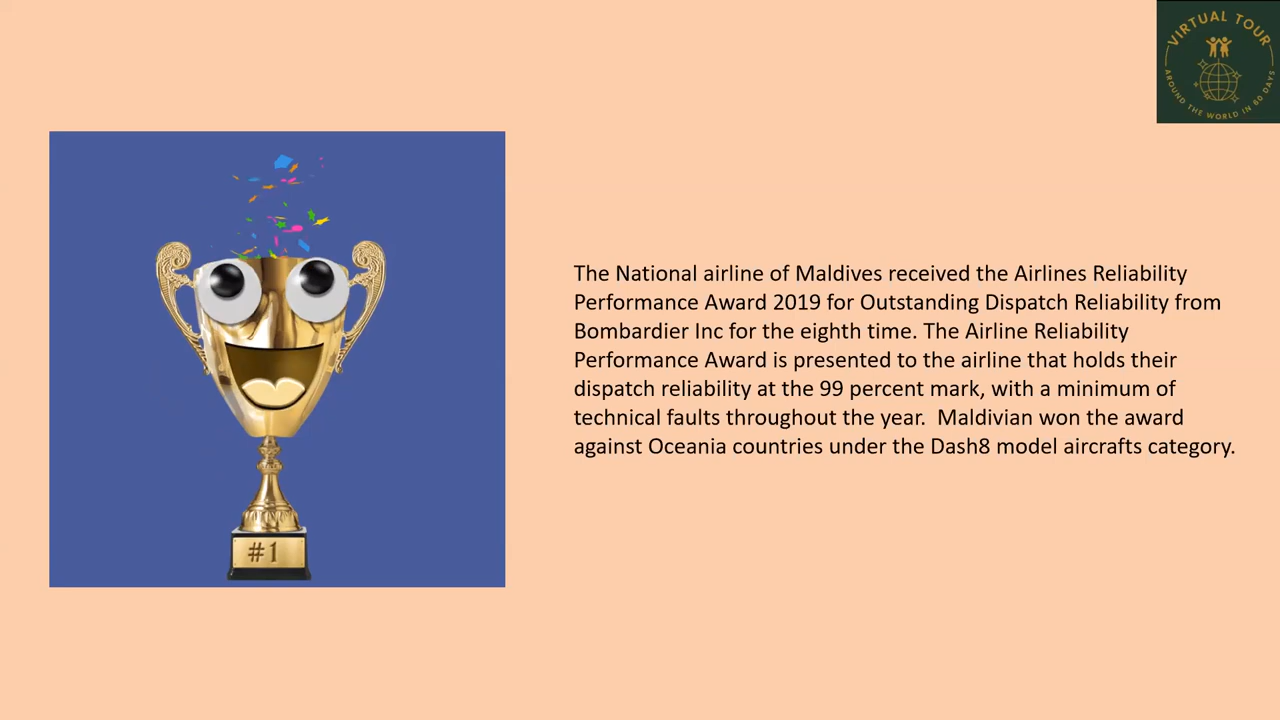 VIRTUAL TOUR
AROUND THE WORLD IN 60 DAYS
The National airline of Maldives received the Airlines Reliability
Performance Award 2019 for Outstanding Dispatch Reliability from
Bombardier Inc for the eighth time. The Airline Reliability
Performance Award is presented to the airline that holds their
dispatch reliability at the 99 percent mark, with a minimum of
technical faults throughout the year.  Maldivian won the award
against Oceania countries under the Dash8 model aircrafts category.
#1